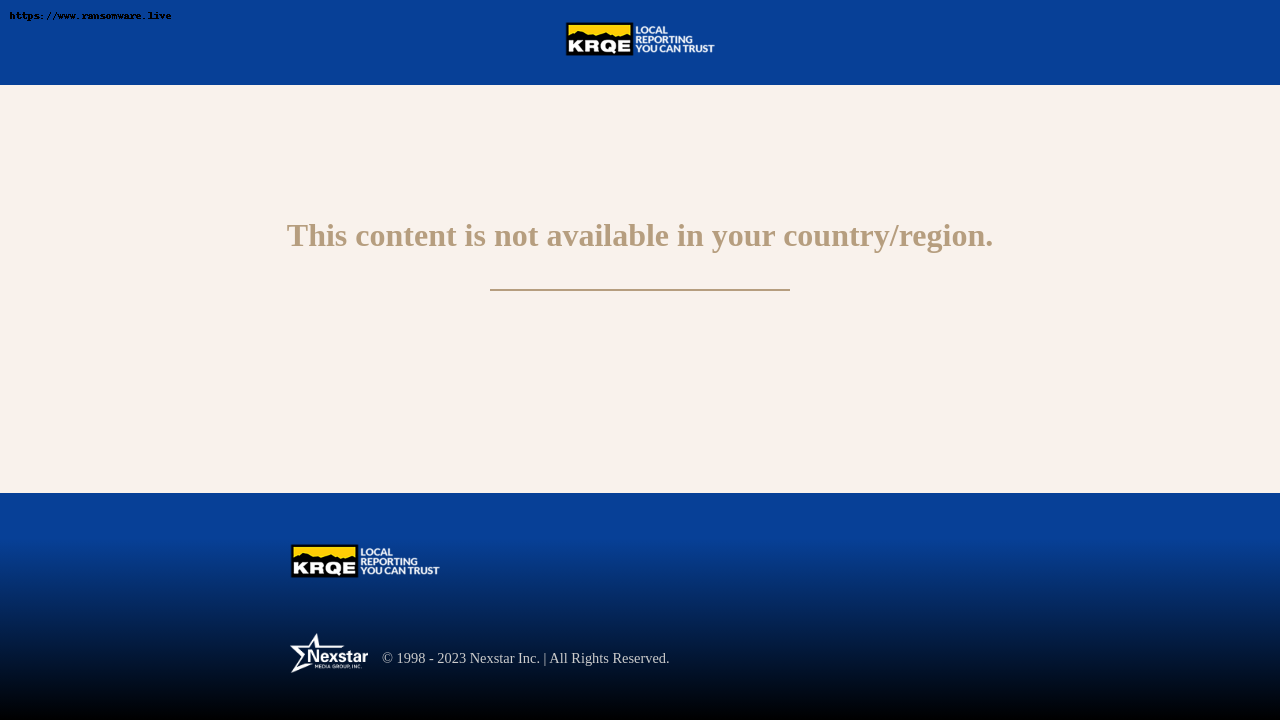 https://www.ransomware.live
KRQE LOCAL
REPORTING
YOU CAN TRUST
This content is not available in your country/region.
KRQE LOCAL
REPORTING
YOU CAN TRUST
Nexstar
MEDIA GROUP, INC.
© 1998 - 2023 Nexstar Inc. | All Rights Reserved.